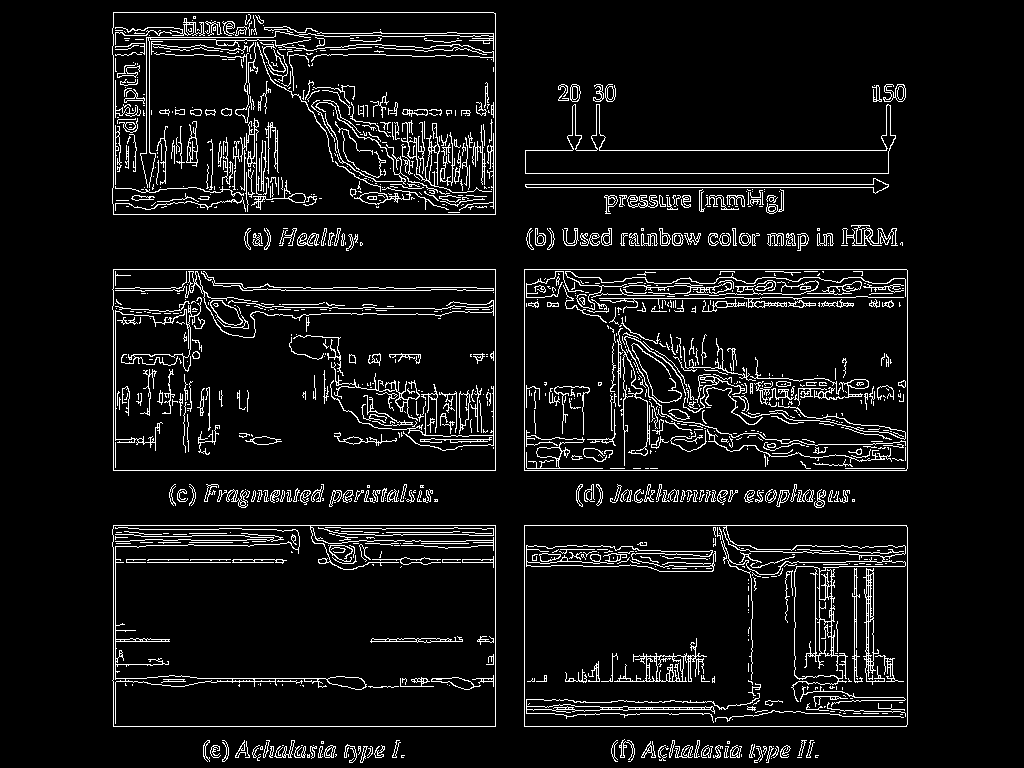 time
depth
20 30 150
pressure [mmHg]
(a) Healthy.
(b) Used rainbow color map in HRM.
(c) Fragmented peristalsis.
(d) Jackhammer esophagus.
(e) Achalasia type I.
(f) Achalasia type II.